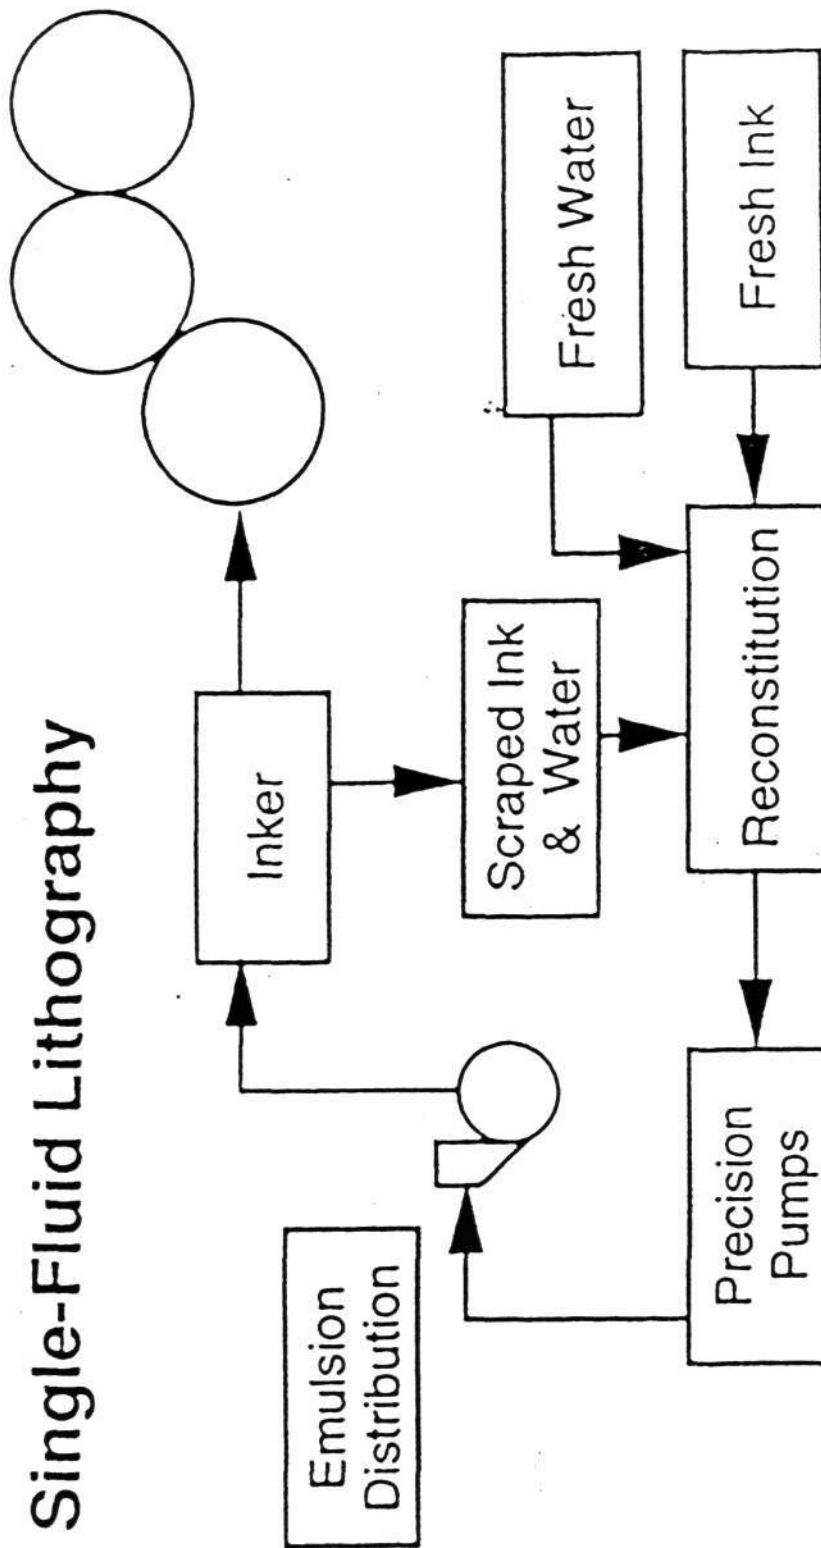 Single-Fluid Lithography
Emulsion
Distribution
Inker
Scraped Ink
& Water
Fresh Water
Precision
Pumps
Reconstitution
Fresh Ink